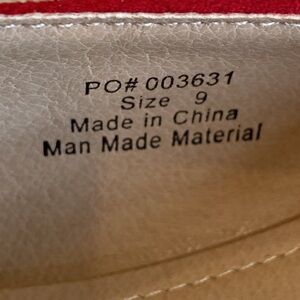 PO# 003631
Size 9
Made in China
Man Made Material